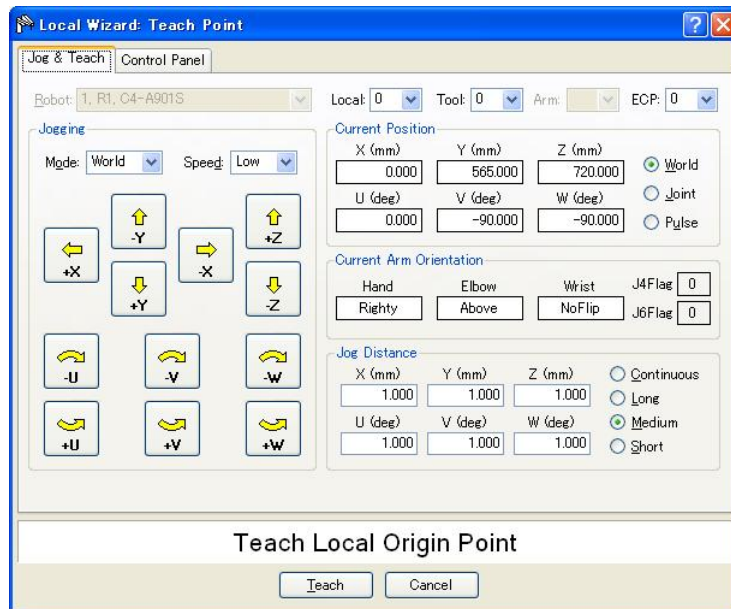 Local Wizard: Teach Point
Jog & Teach Control Panel
Robot: 1, R1, C4-A901S Local: 0 Tool: 0 Arm: ECP: 0
Jogging
Mode: World Speed: Low
-Y
+Z
+X
-X
+Y
-Z
-U
-V
-W
+U
+V
+W
Current Position
X (mm) Y (mm) Z (mm)
0.000 565.000 720.000
U (deg) V (deg) W (deg)
0.000 -90.000 -90.000
World
Joint
Pulse
Current Arm Orientation
Hand Elbow Wrist
Righty Above NoFlip
J4Flag 0
J6Flag 0
Jog Distance
X (mm) Y (mm) Z (mm)
1.000 1.000 1.000
U (deg) V (deg) W (deg)
1.000 1.000 1.000
Continuous
Long
Medium
Short
Teach Local Origin Point
Teach Cancel